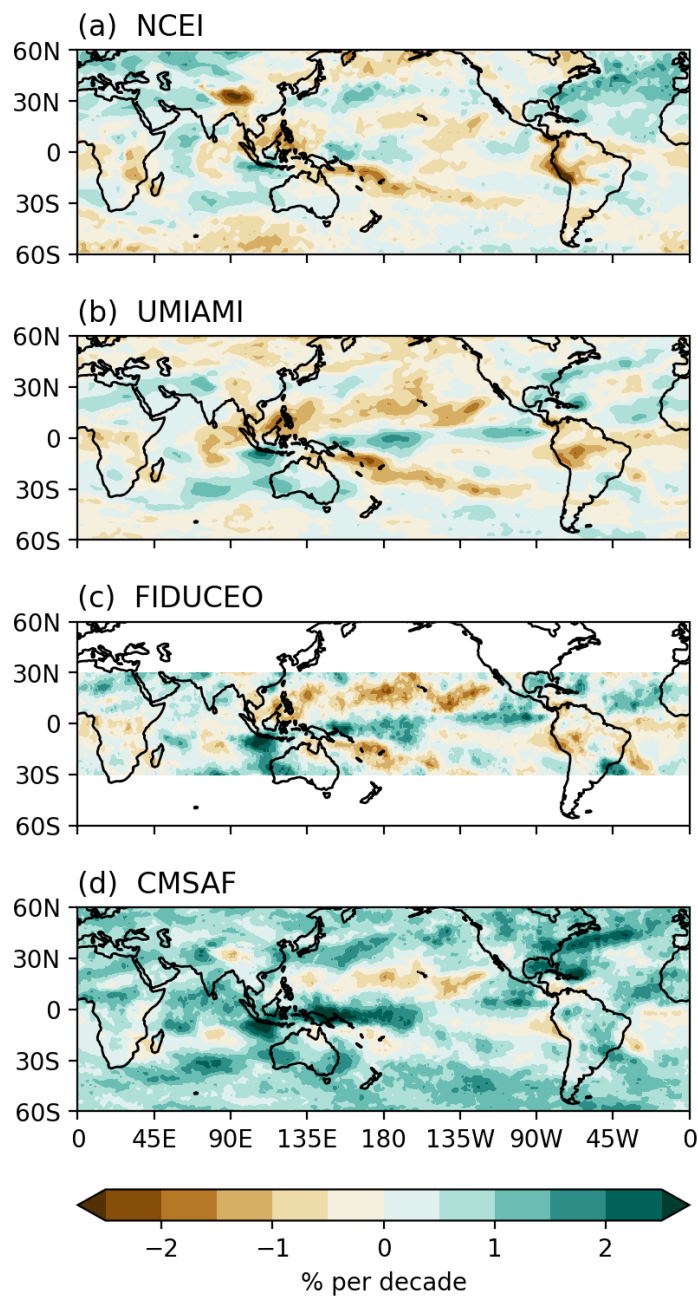 (a) NCEI
60N
30N
0
30S
60S
(b) UMIAMI
60N
30N
0
30S
60S
(c) FIDUCEO
60N
30N
0
30S
60S
(d) CMSAF
60N
30N
0
30S
60S
0 45E 90E 135E 180 135W 90W 45W 0
−2 −1 0 1 2
% per decade